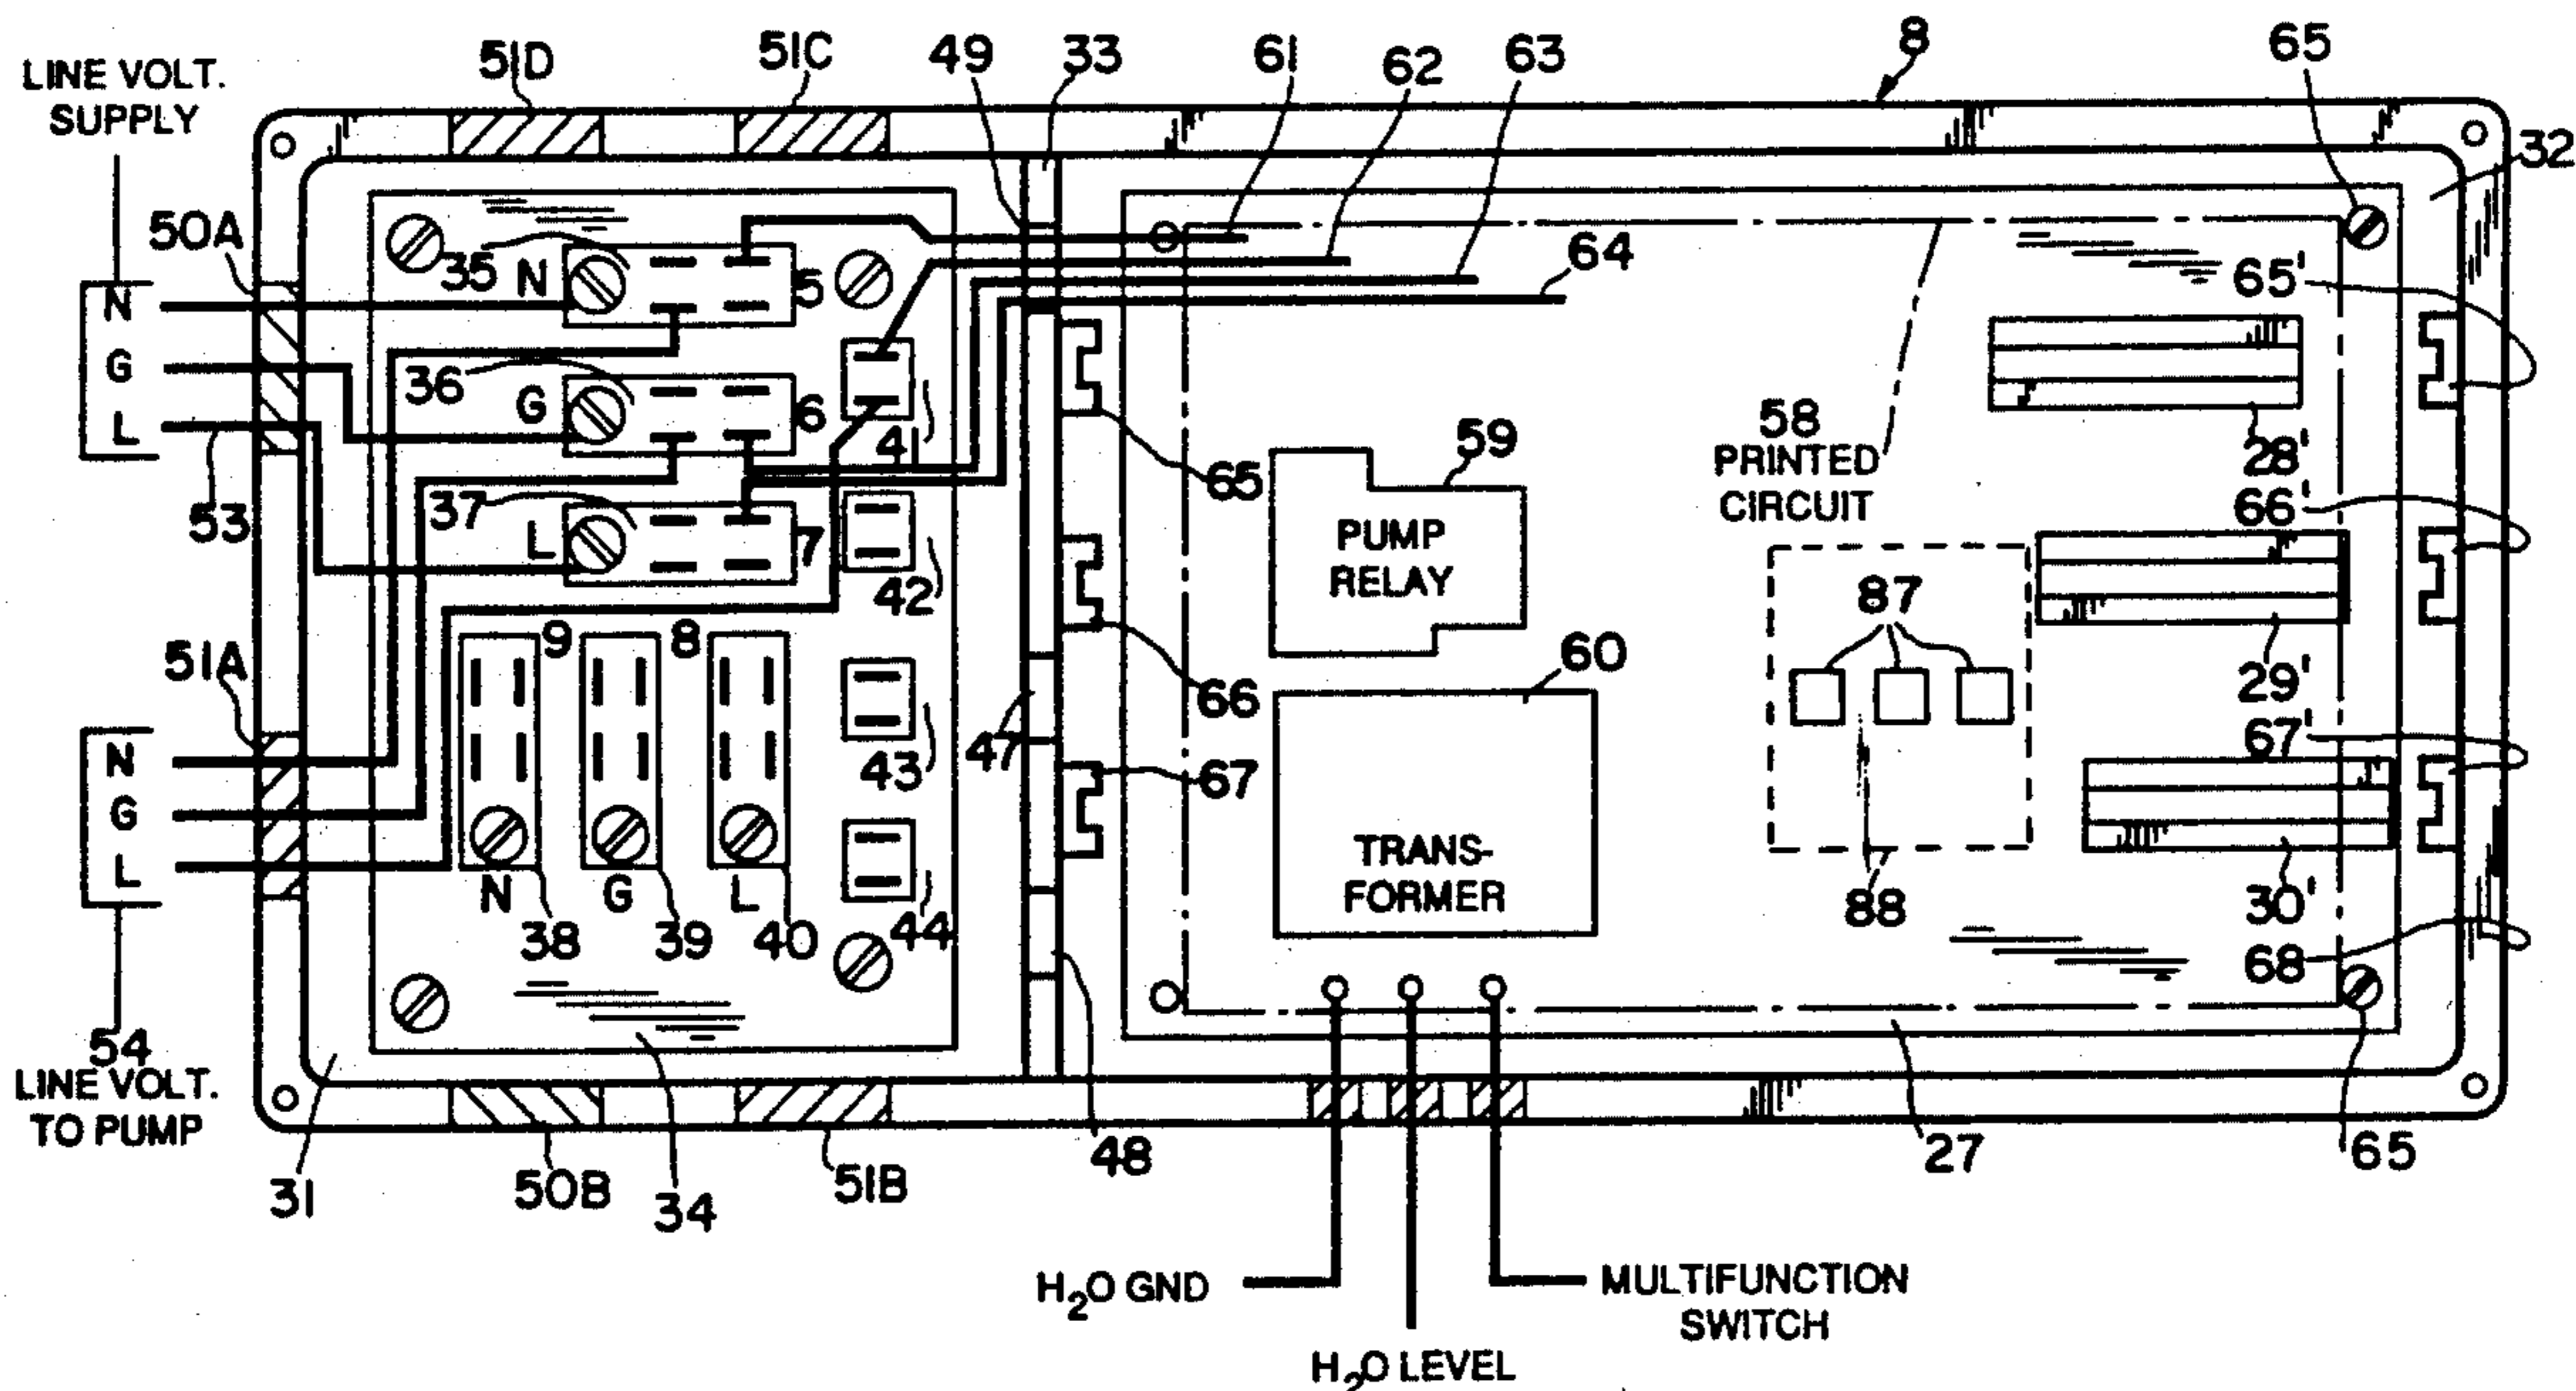 LINE VOLT.
SUPPLY
51D
51C
49
33
61
62
63
8
65
32
50A
N
G
L
35
N
5
64
65'
36
G
6
41
58
PRINTED
CIRCUIT
28'
53
37
L
7
65
59
PUMP
RELAY
66'
42
87
9
8
60
51A
66
29'
47
43
67
67'
N
G
L
TRANS-
FORMER
88
30'
N
G
L
38
39
40
44
68
54
LINE VOLT.
TO PUMP
31
50B
34
51B
48
27
65
H2O GND
MULTIFUNCTION
SWITCH
H2O LEVEL